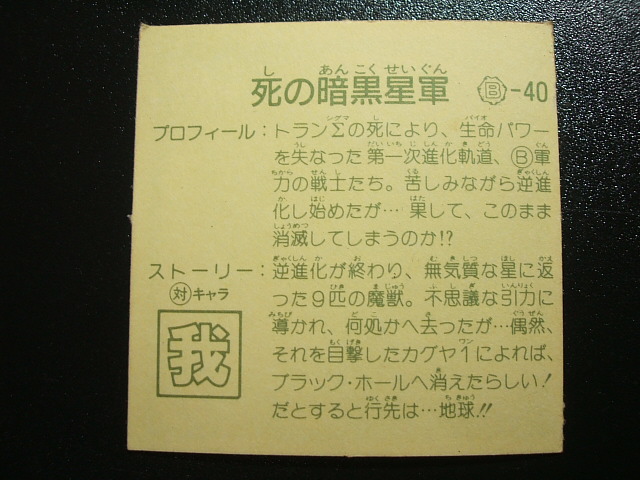 死の暗黒星軍 Ⓑ-40
プロフィール：トランΣの死により、生命パワー
を失なった第一次進化軌道、Ⓑ軍
力の戦士たち。苦しみながら逆進
化し始めたが…果して、このまま
消滅してしまうのか!?
ストーリー：逆進化が終わり、無気質な星に返
対キャラ
った9匹の魔獣。不思議な引力に
導かれ、何処かへ去ったが…偶然、
それを目撃したカグヤ1によれば、
ブラック・ホールへ消えたらしい！
だとすると行先は…地球!!
我